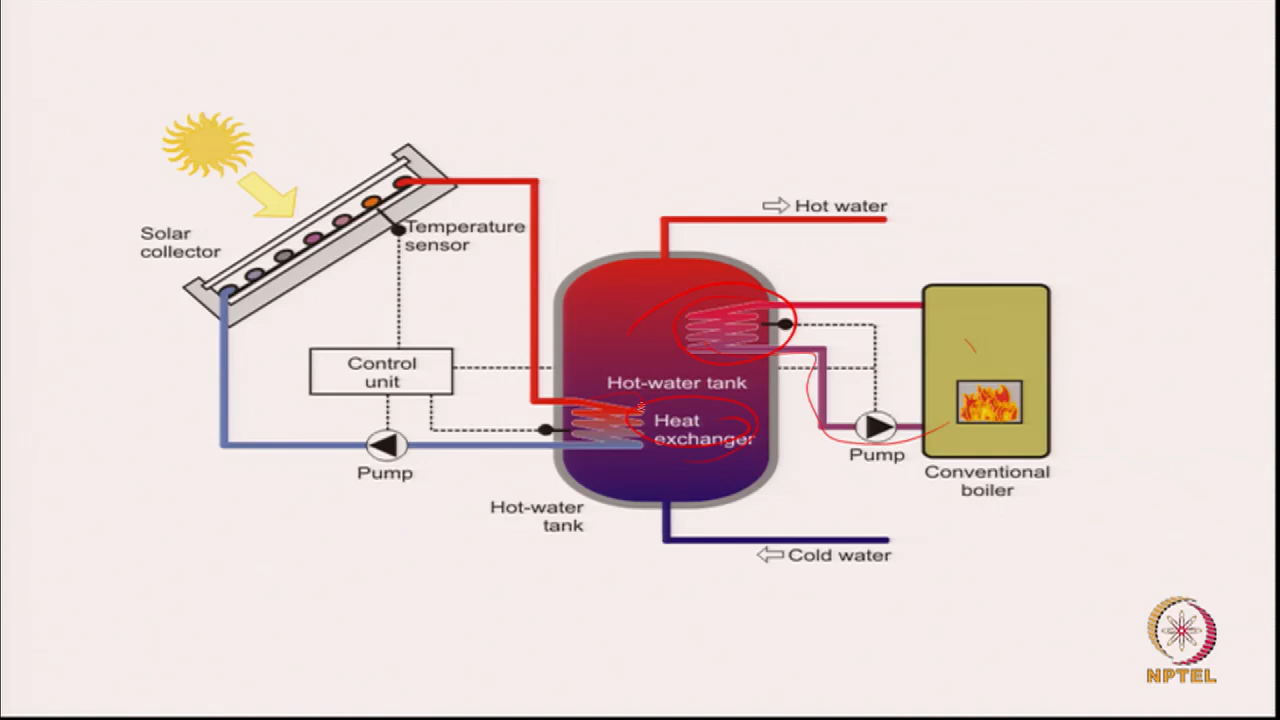 Hot water
Solar
collector
Temperature
sensor
Control
unit
Hot-water tank
Heat
exchanger
Pump
Pump
Conventional
boiler
Hot-water
tank
Cold water
NPTEL